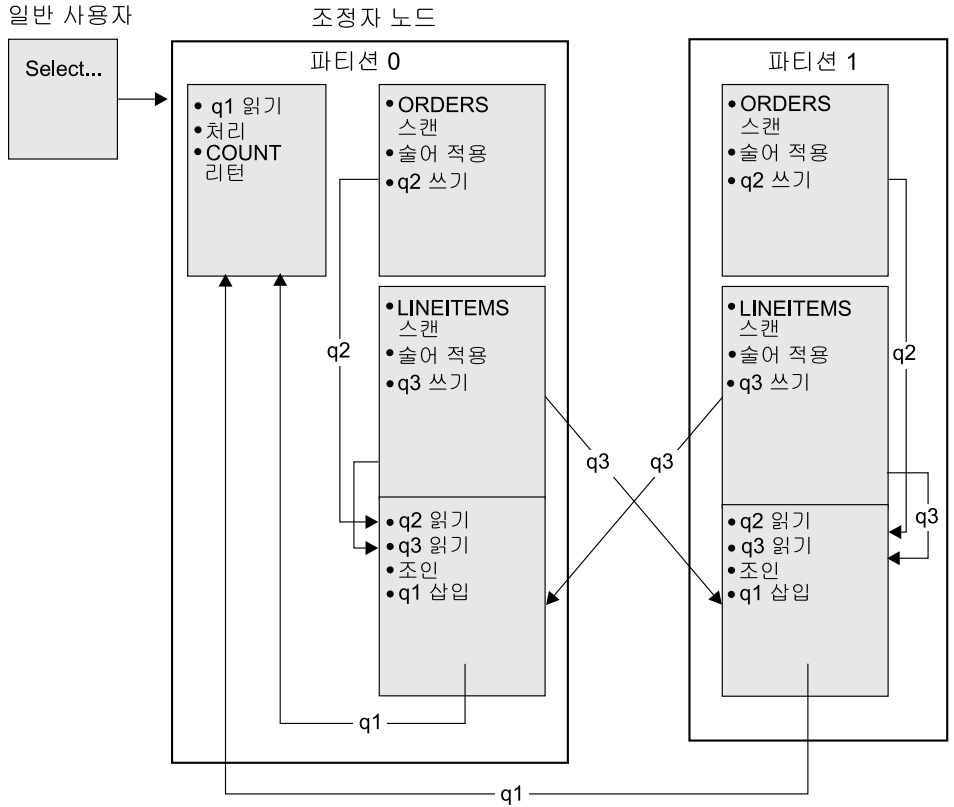 일반 사용자
조정자 노드
Select...
파티션 0
• q1 읽기
• 처리
• COUNT
리턴
• ORDERS
스캔
• 술어 적용
• q2 쓰기
q2
• LINEITEMS
스캔
• 술어 적용
• q3 쓰기
• q2 읽기
• q3 읽기
• 조인
• q1 삽입
q1
q3
q3
파티션 1
• ORDERS
스캔
• 술어 적용
• q2 쓰기
q2
• LINEITEMS
스캔
• 술어 적용
• q3 쓰기
q3
• q2 읽기
• q3 읽기
• 조인
• q1 삽입
q1